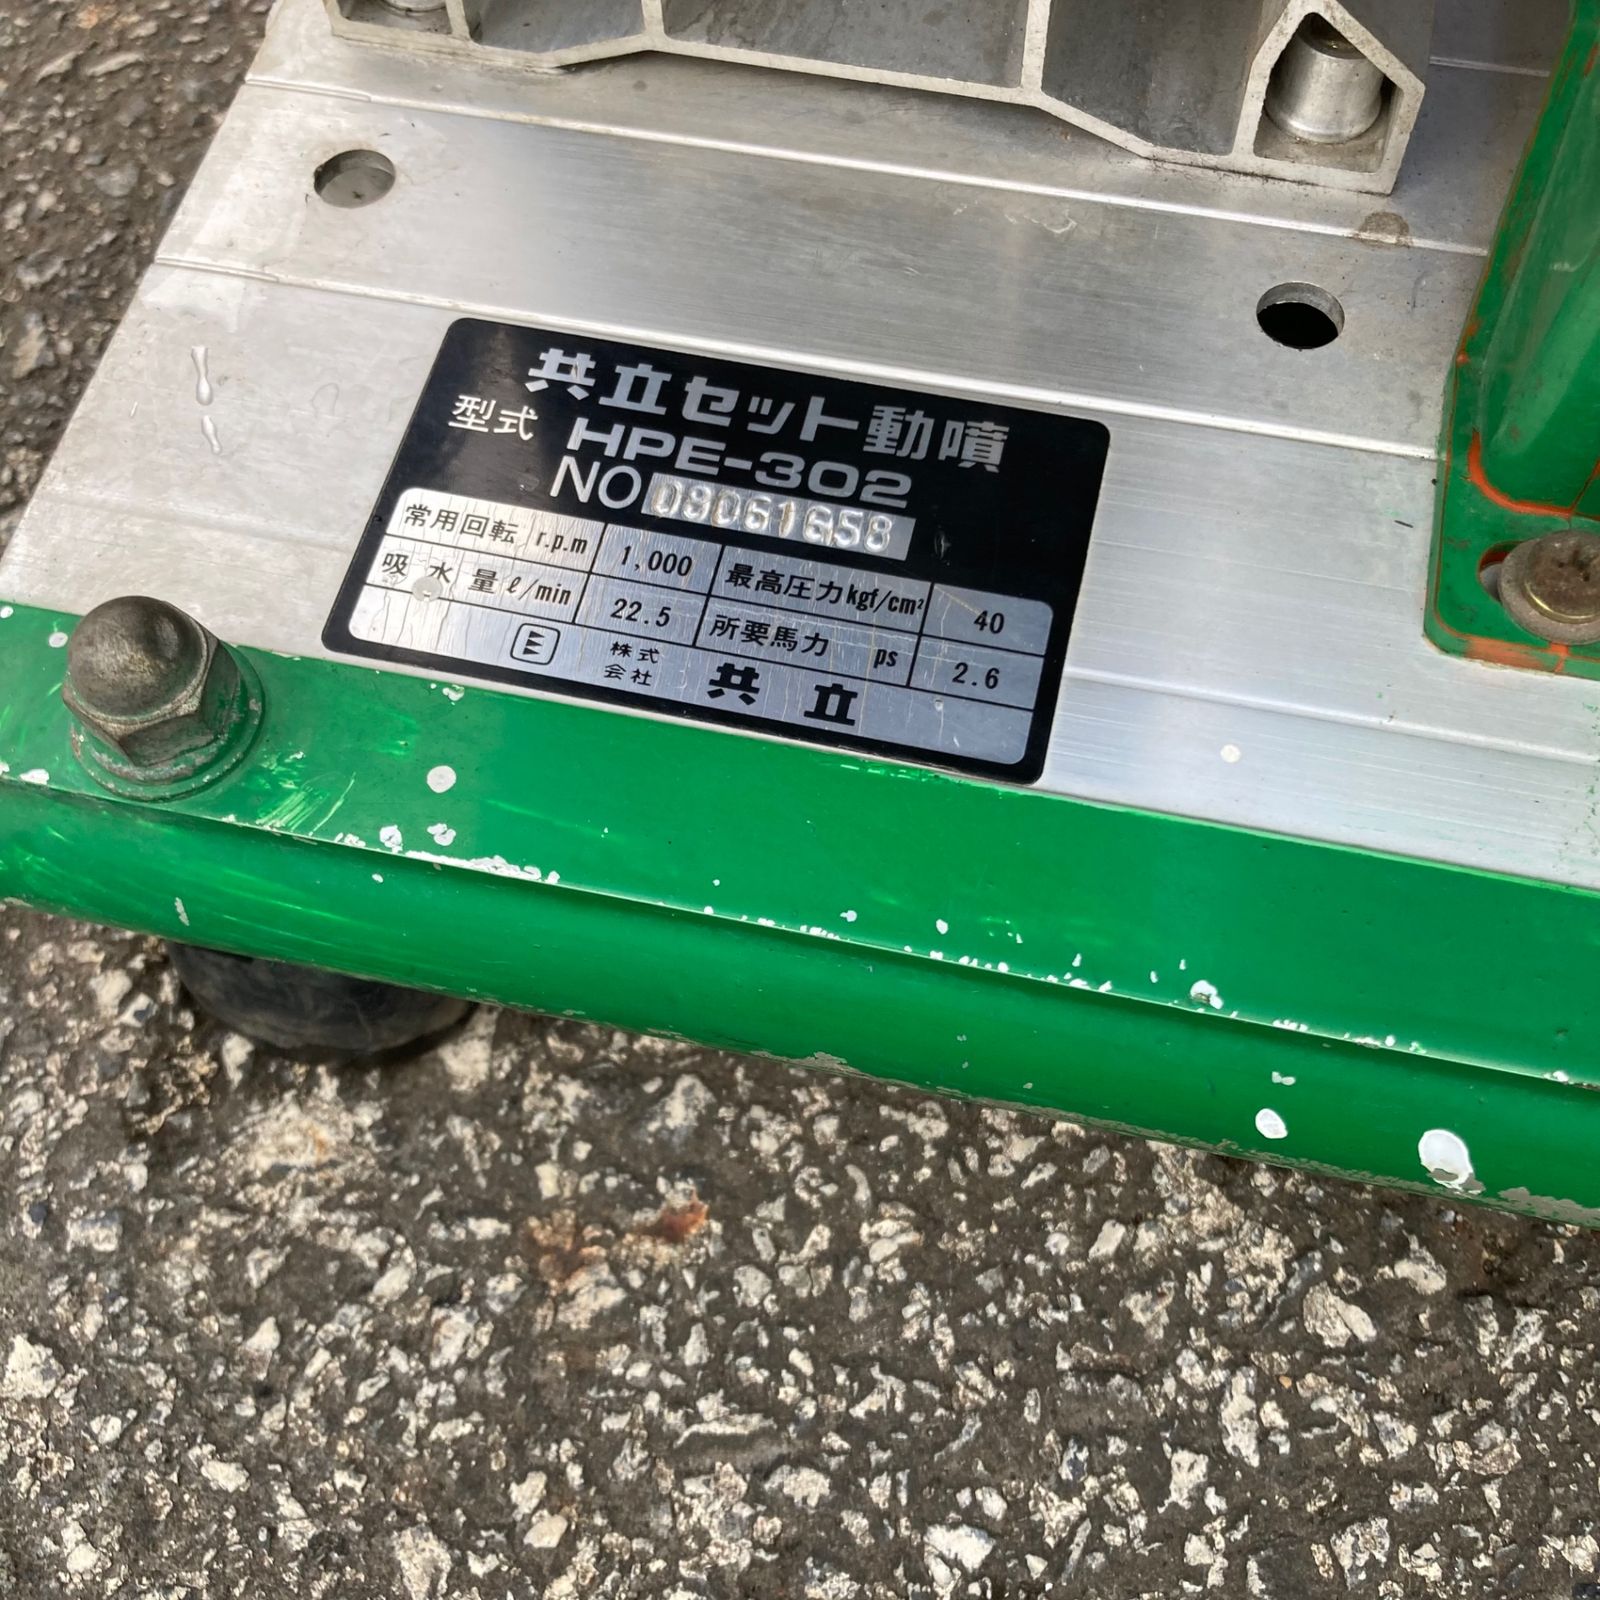 共立セット動噴
型式 HPE-302
NO 09061658
常用回転 r.p.m 1,000 最高圧力 kgf/cm² 40
吸水量 ℓ/min 22.5 所要馬力 ps 2.6
株式会社 共立